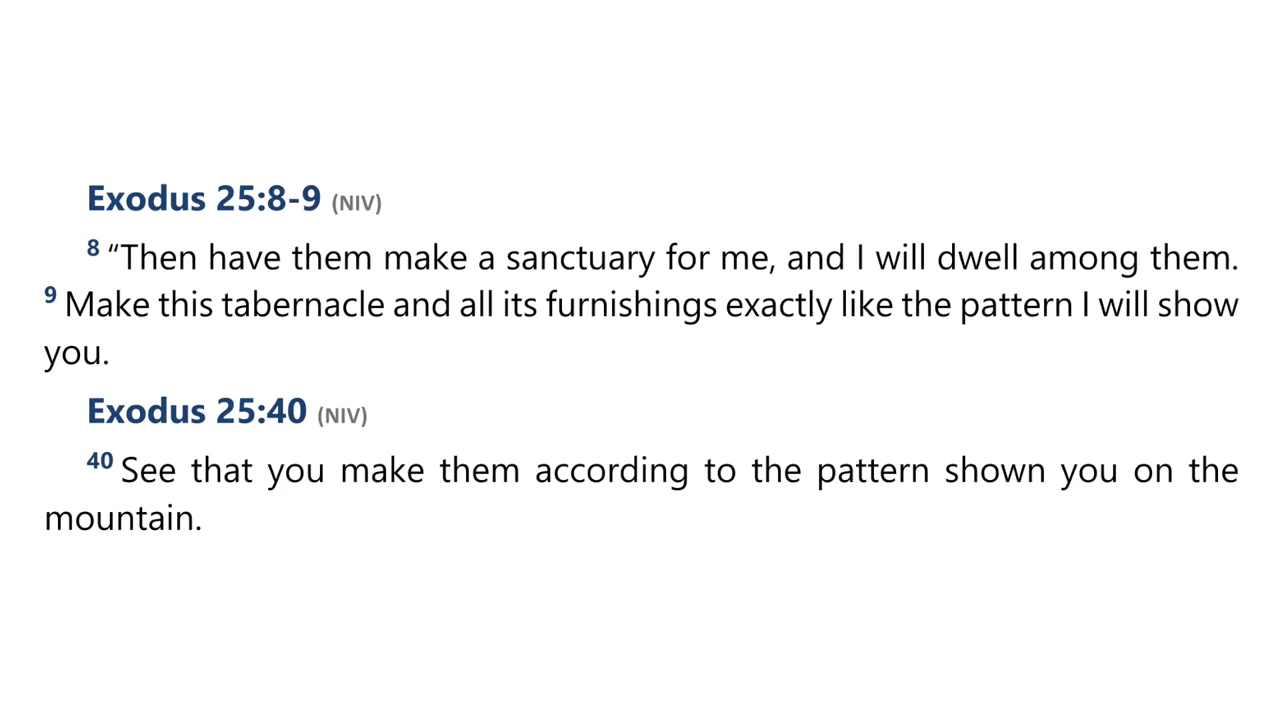 Exodus 25:8-9 (NIV)
8 “Then have them make a sanctuary for me, and I will dwell among them.
9 Make this tabernacle and all its furnishings exactly like the pattern I will show
you.
Exodus 25:40 (NIV)
40 See that you make them according to the pattern shown you on the
mountain.